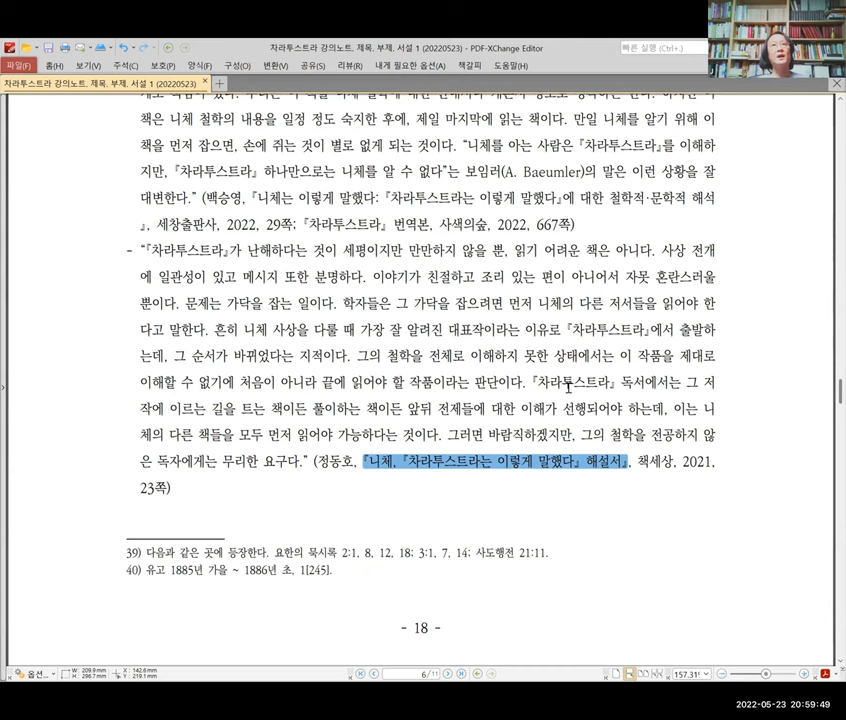 차라투스트라 강의노트. 제목. 부제. 서설 1 (20220523) - PDF-XChange Editor
빠른 실행 (Ctrl+.)
파일(F) 홈(H) 보기(V) 주석(C) 보호(P) 양식(F) 구성(O) 변환(V) 공유(S) 리뷰(R) 내게 필요한 옵션(A) 책갈피 도움말(H)
차라투스트라 강의노트. 제목. 부제. 서설 1 (20220523)
책은 니체 철학의 내용을 일정 정도 숙지한 후에, 제일 마지막에 읽는 책이다. 만일 니체를 알기 위해 이
책을 먼저 잡으면, 손에 쥐는 것이 별로 없게 되는 것이다. “니체를 아는 사람은 『차라투스트라』를 이해하
지만, 『차라투스트라』 하나만으로는 니체를 알 수 없다”는 보임러(A. Baeumler)의 말은 이런 상황을 잘
대변한다.” (백승영, 『니체는 이렇게 말했다: 『차라투스트라는 이렇게 말했다』에 대한 철학적·문학적 해석
』, 세창출판사, 2022, 29쪽; 『차라투스트라』 번역본, 사색의숲, 2022, 667쪽)
- “『차라투스트라』가 난해하다는 것이 세평이지만 만만하지 않을 뿐, 읽기 어려운 책은 아니다. 사상 전개
에 일관성이 있고 메시지 또한 분명하다. 이야기가 친절하고 조리 있는 편이 아니어서 자못 혼란스러울
뿐이다. 문제는 가닥을 잡는 일이다. 학자들은 그 가닥을 잡으려면 먼저 니체의 다른 저서들을 읽어야 한
다고 말한다. 흔히 니체 사상을 다룰 때 가장 잘 알려진 대표작이라는 이유로 『차라투스트라』에서 출발하
는데, 그 순서가 바뀌었다는 지적이다. 그의 철학을 전체로 이해하지 못한 상태에서는 이 작품을 제대로
이해할 수 없기에 처음이 아니라 끝에 읽어야 할 작품이라는 판단이다. 『차라투스트라』 독서에서는 그 저
작에 이르는 길을 트는 책이든 풀이하는 책이든 앞뒤 전제들에 대한 이해가 선행되어야 하는데, 이는 니
체의 다른 책들을 모두 먼저 읽어야 가능하다는 것이다. 그러면 바람직하겠지만, 그의 철학을 전공하지 않
은 독자에게는 무리한 요구다.” (정동호, 『니체, 『차라투스트라는 이렇게 말했다』 해설서』, 책세상, 2021,
23쪽)
39) 다음과 같은 곳에 등장한다. 요한의 묵시록 2:1, 8, 12, 18; 3:1, 7, 14; 사도행전 21:11.
40) 유고 1885년 가을 ~ 1886년 초, 1[245].
- 18 -
옵션... W: 209.9mm H: 296.7mm X: 142.6mm Y: 219.1mm 6/11 157.31%
2022-05-23 20:59:49